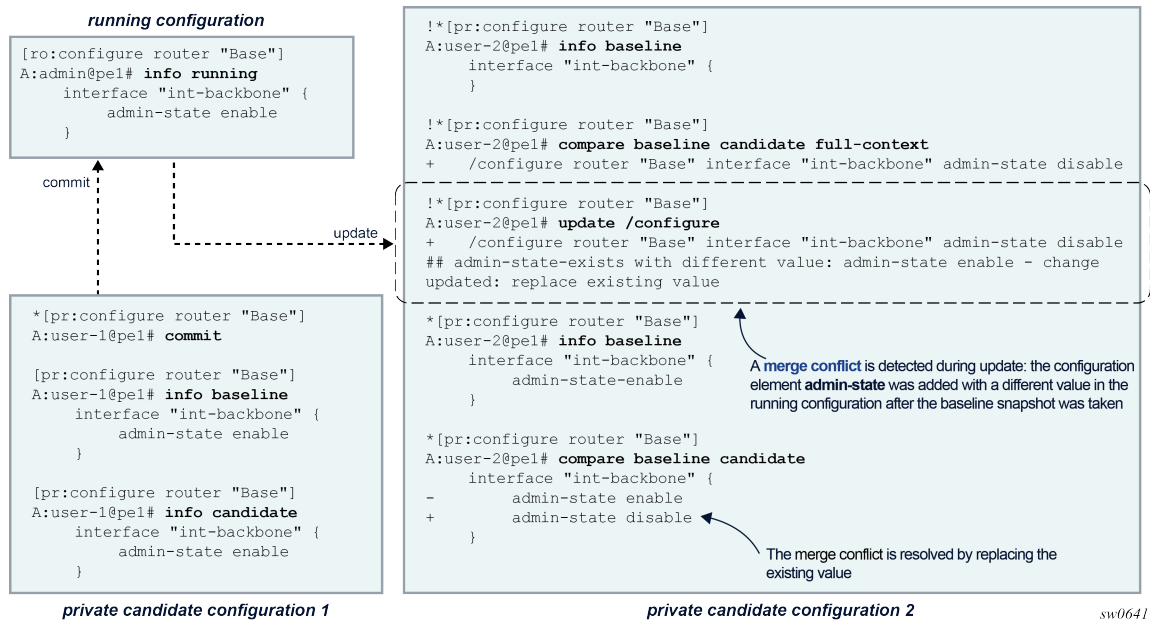 running configuration
[ro:configure router "Base"]
A:admin@pe1# info running
interface "int-backbone" {
admin-state enable
}
commit
update
*[pr:configure router "Base"]
A:user-1@pe1# commit
[pr:configure router "Base"]
A:user-1@pe1# info baseline
interface "int-backbone" {
admin-state enable
}
[pr:configure router "Base"]
A:user-1@pe1# info candidate
interface "int-backbone" {
admin-state enable
}
private candidate configuration 1
!*[pr:configure router "Base"]
A:user-2@pe1# info baseline
interface "int-backbone" {
}
!*[pr:configure router "Base"]
A:user-2@pe1# compare baseline candidate full-context
+ /configure router "Base" interface "int-backbone" admin-state disable
!*[pr:configure router "Base"]
A:user-2@pe1# update /configure
+ /configure router "Base" interface "int-backbone" admin-state disable
## admin-state-exists with different value: admin-state enable - change
updated: replace existing value
*[pr:configure router "Base"]
A:user-2@pe1# info baseline
interface "int-backbone" {
admin-state-enable
}
A merge conflict is detected during update: the configuration
element admin-state was added with a different value in the
running configuration after the baseline snapshot was taken
*[pr:configure router "Base"]
A:user-2@pe1# compare baseline candidate
interface "int-backbone" {
- admin-state enable
+ admin-state disable
}
The merge conflict is resolved by replacing the
existing value
private candidate configuration 2
sw0641